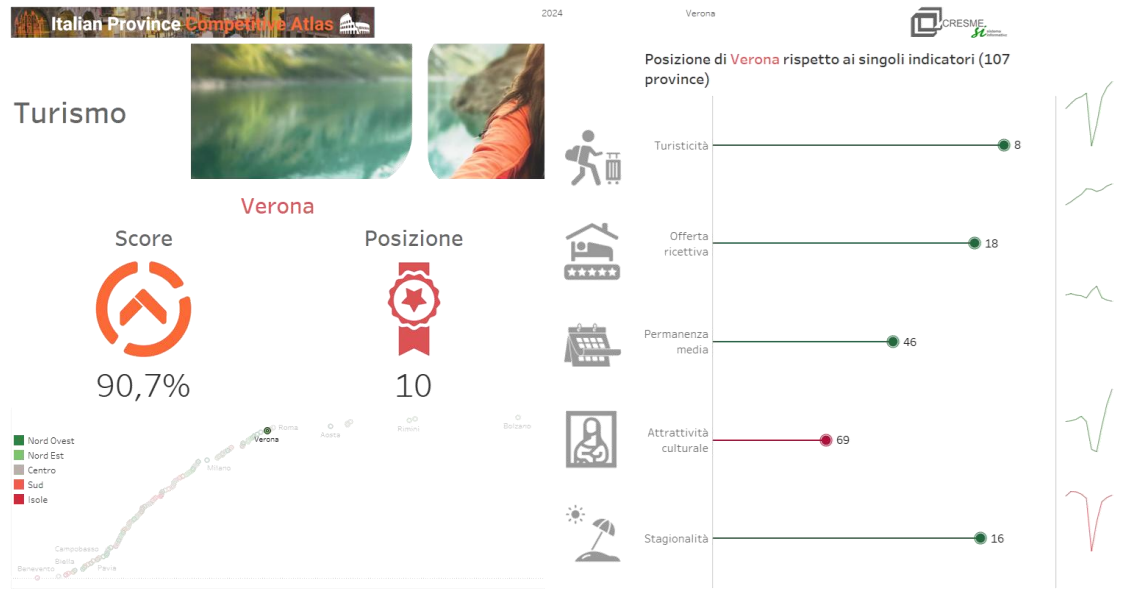 Italian Province Competitive Atlas
2024
Verona
CRESME
si
Turismo
Posizione di Verona rispetto ai singoli indicatori (107
province)
Verona
Score
Posizione
90,7%
10
Turisticità
8
Offerta
ricettiva
18
Permanenza
media
46
Attrattività
culturale
69
Stagionalità
16
Nord Ovest
Nord Est
Centro
Sud
Isole
Verona
Roma
Aosta
Rimini
Bolzano
Milano
Campobasso
Biella
Benevento
Pavia